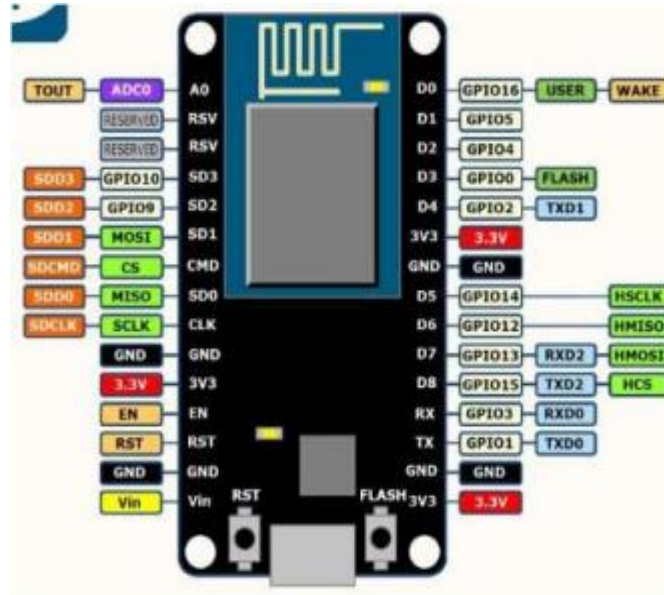 TOUT ADC0 A0 D0 GPIO16 USER WAKE
RESERVED RSV D1 GPIO5
RESERVED RSV D2 GPIO4
SDD3 GPIO10 SD3 D3 GPIO0 FLASH
SDD2 GPIO9 SD2 D4 GPIO2 TXD1
SDD1 MOSI SD1 3V3 3.3V
SDCMD CS CMD GND GND
SDD0 MISO SD0 D5 GPIO14 HSCLK
SDCLK SCLK CLK D6 GPIO12 HMISO
GND GND D7 GPIO13 RXD2 HMOSI
3.3V 3V3 D8 GPIO15 TXD2 HCS
EN EN RX GPIO3 RXD0
RST RST TX GPIO1 TXD0
GND GND GND GND
Vin Vin RST FLASH 3V3 3.3V